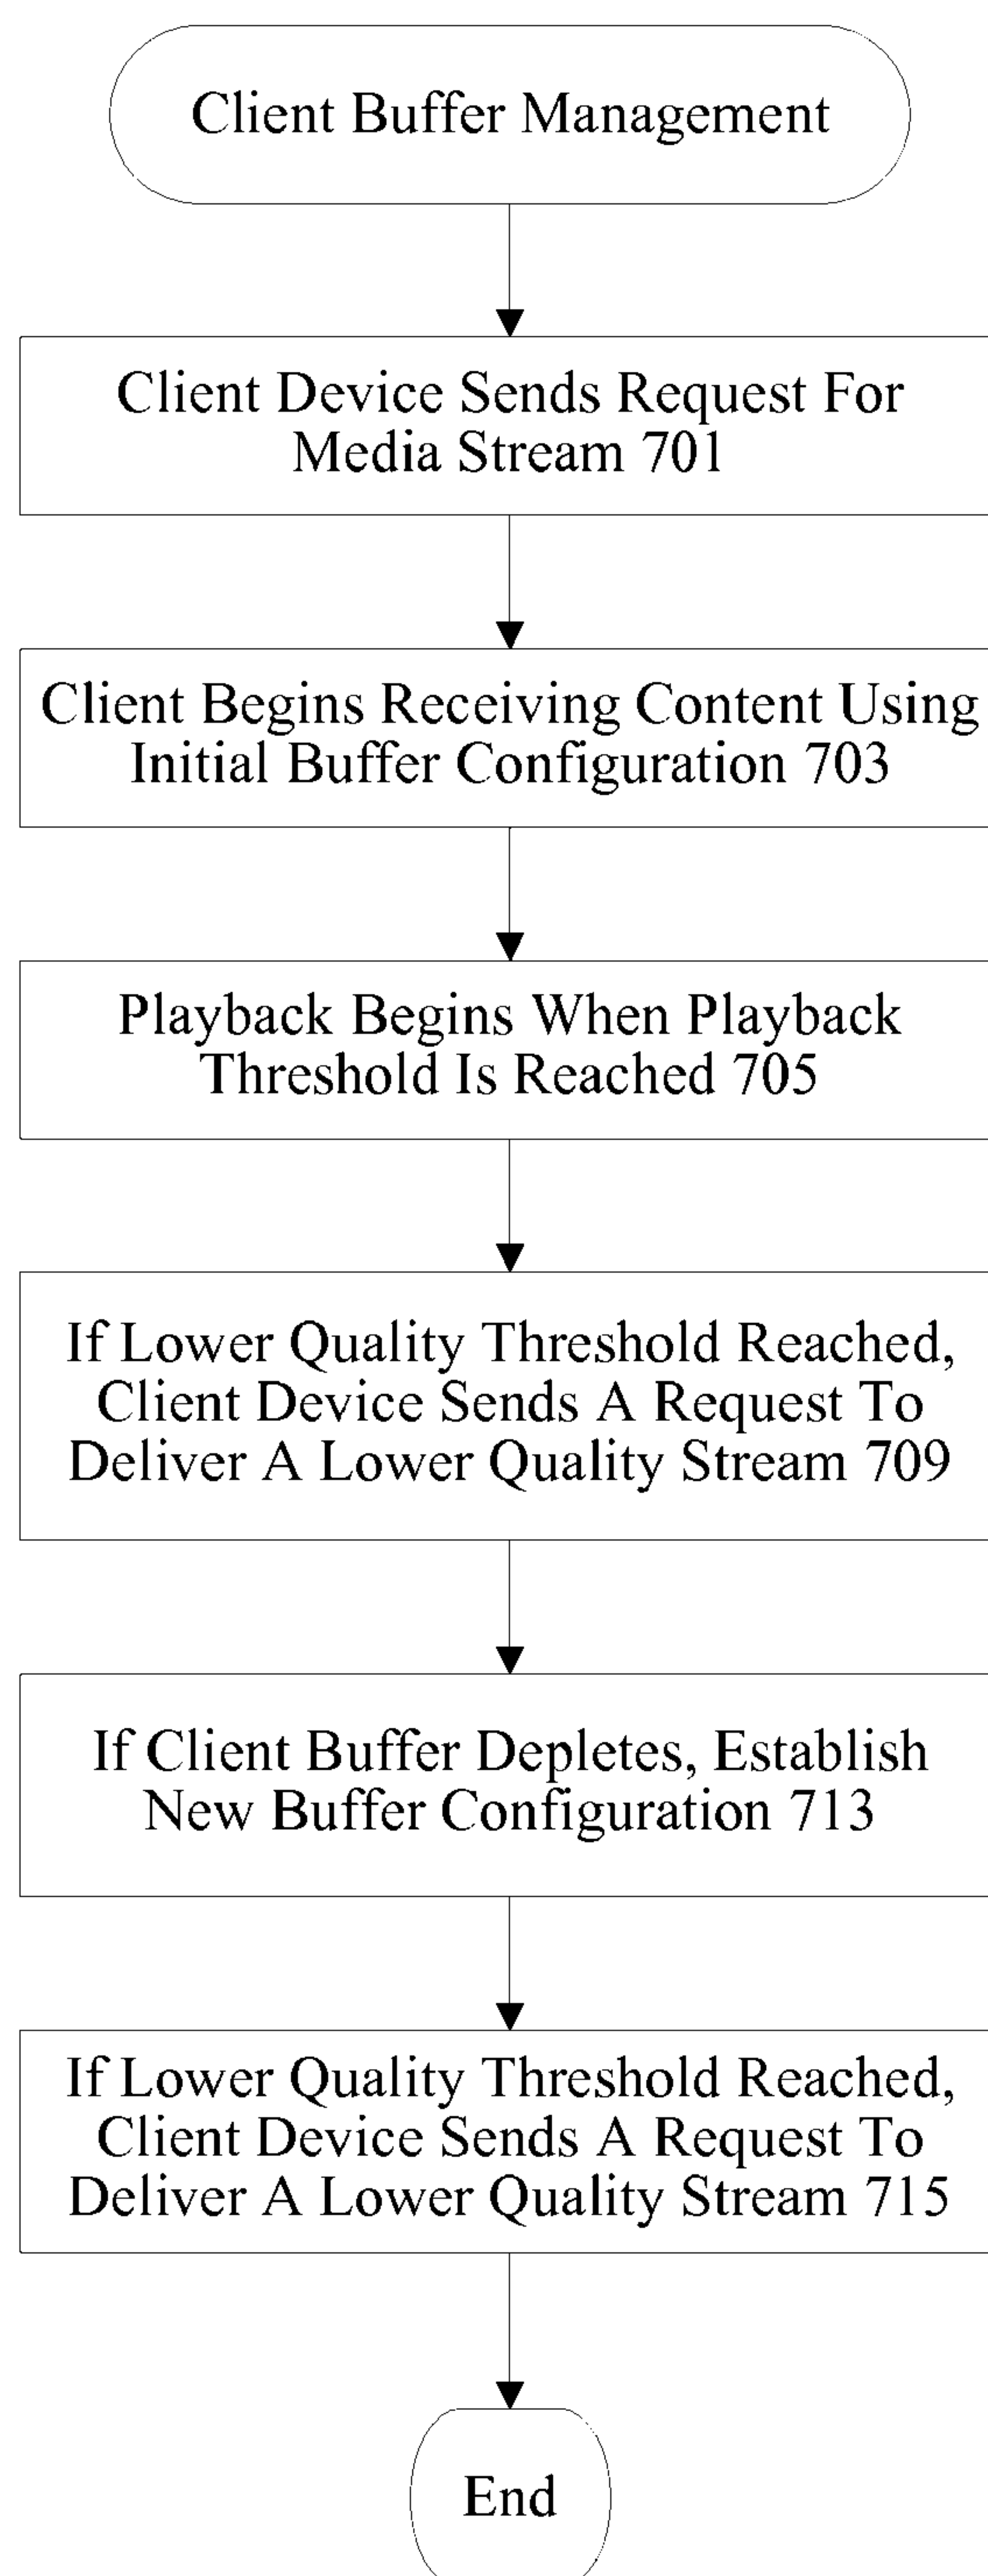 Client Buffer Management
Client Device Sends Request For
Media Stream 701
Client Begins Receiving Content Using
Initial Buffer Configuration 703
Playback Begins When Playback
Threshold Is Reached 705
If Lower Quality Threshold Reached,
Client Device Sends A Request To
Deliver A Lower Quality Stream 709
If Client Buffer Depletes, Establish
New Buffer Configuration 713
If Lower Quality Threshold Reached,
Client Device Sends A Request To
Deliver A Lower Quality Stream 715
End